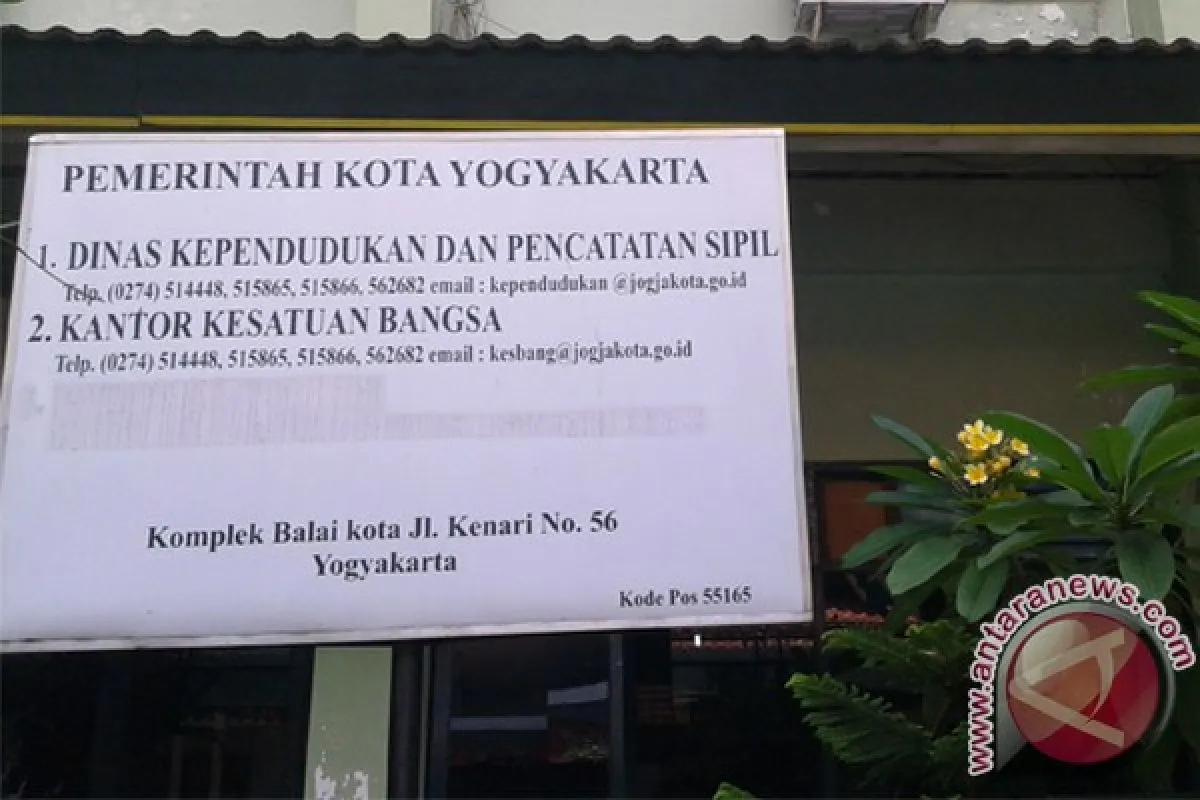 PEMERINTAH KOTA YOGYAKARTA
1. DINAS KEPENDUDUKAN DAN PENCATATAN SIPIL
Telp. (0274) 514448, 515865, 515866, 562682 email : kependudukan @jogjakota.go.id
2. KANTOR KESATUAN BANGSA
Telp. (0274) 514448, 515865, 515866, 562682 email : kesbang@jogjakota.go.id
Komplek Balai kota Jl. Kenari No. 56
Yogyakarta
Kode Pos 55165
www.antaranews.com